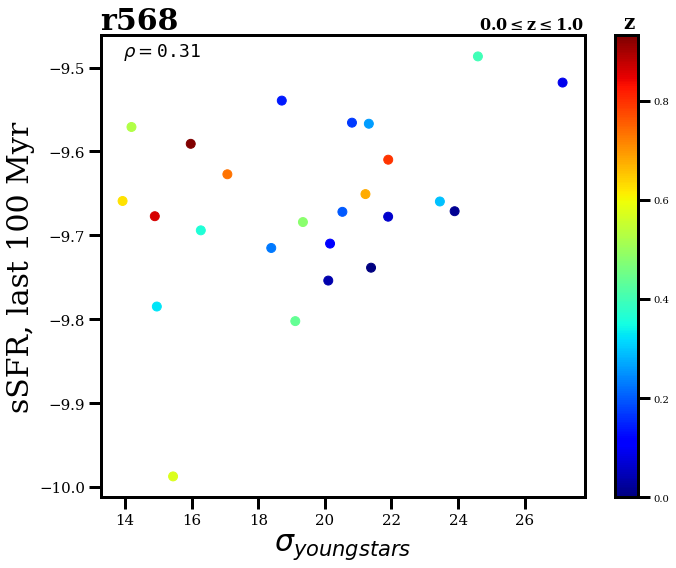 r568
0.0 ≤ z ≤ 1.0
z
ρ = 0.31
sSFR, last 100 Myr
−9.5
−9.6
−9.7
−9.8
−9.9
−10.0
14 16 18 20 22 24 26
σyoungstars
0.8
0.6
0.4
0.2
0.0